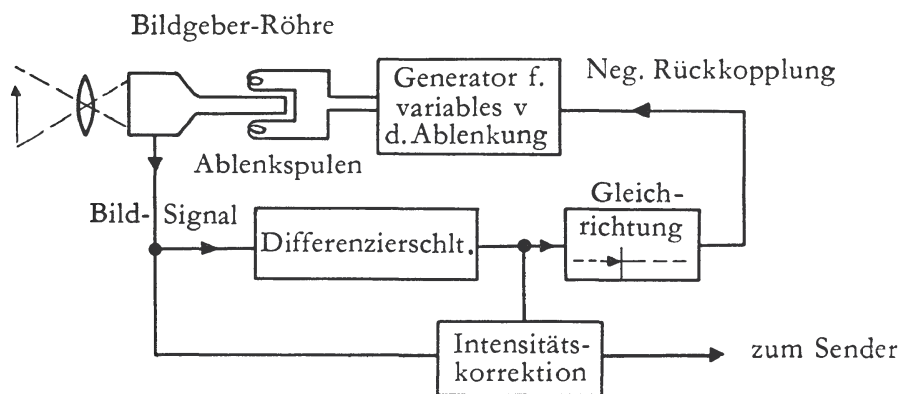 Bildgeber-Röhre
Generator f.
variables v
d. Ablenkung
Neg. Rückkopplung
Ablenkspulen
Bild- Signal
Differenzierschlt.
Gleich-
richtung
Intensitäts-
korrektion
zum Sender